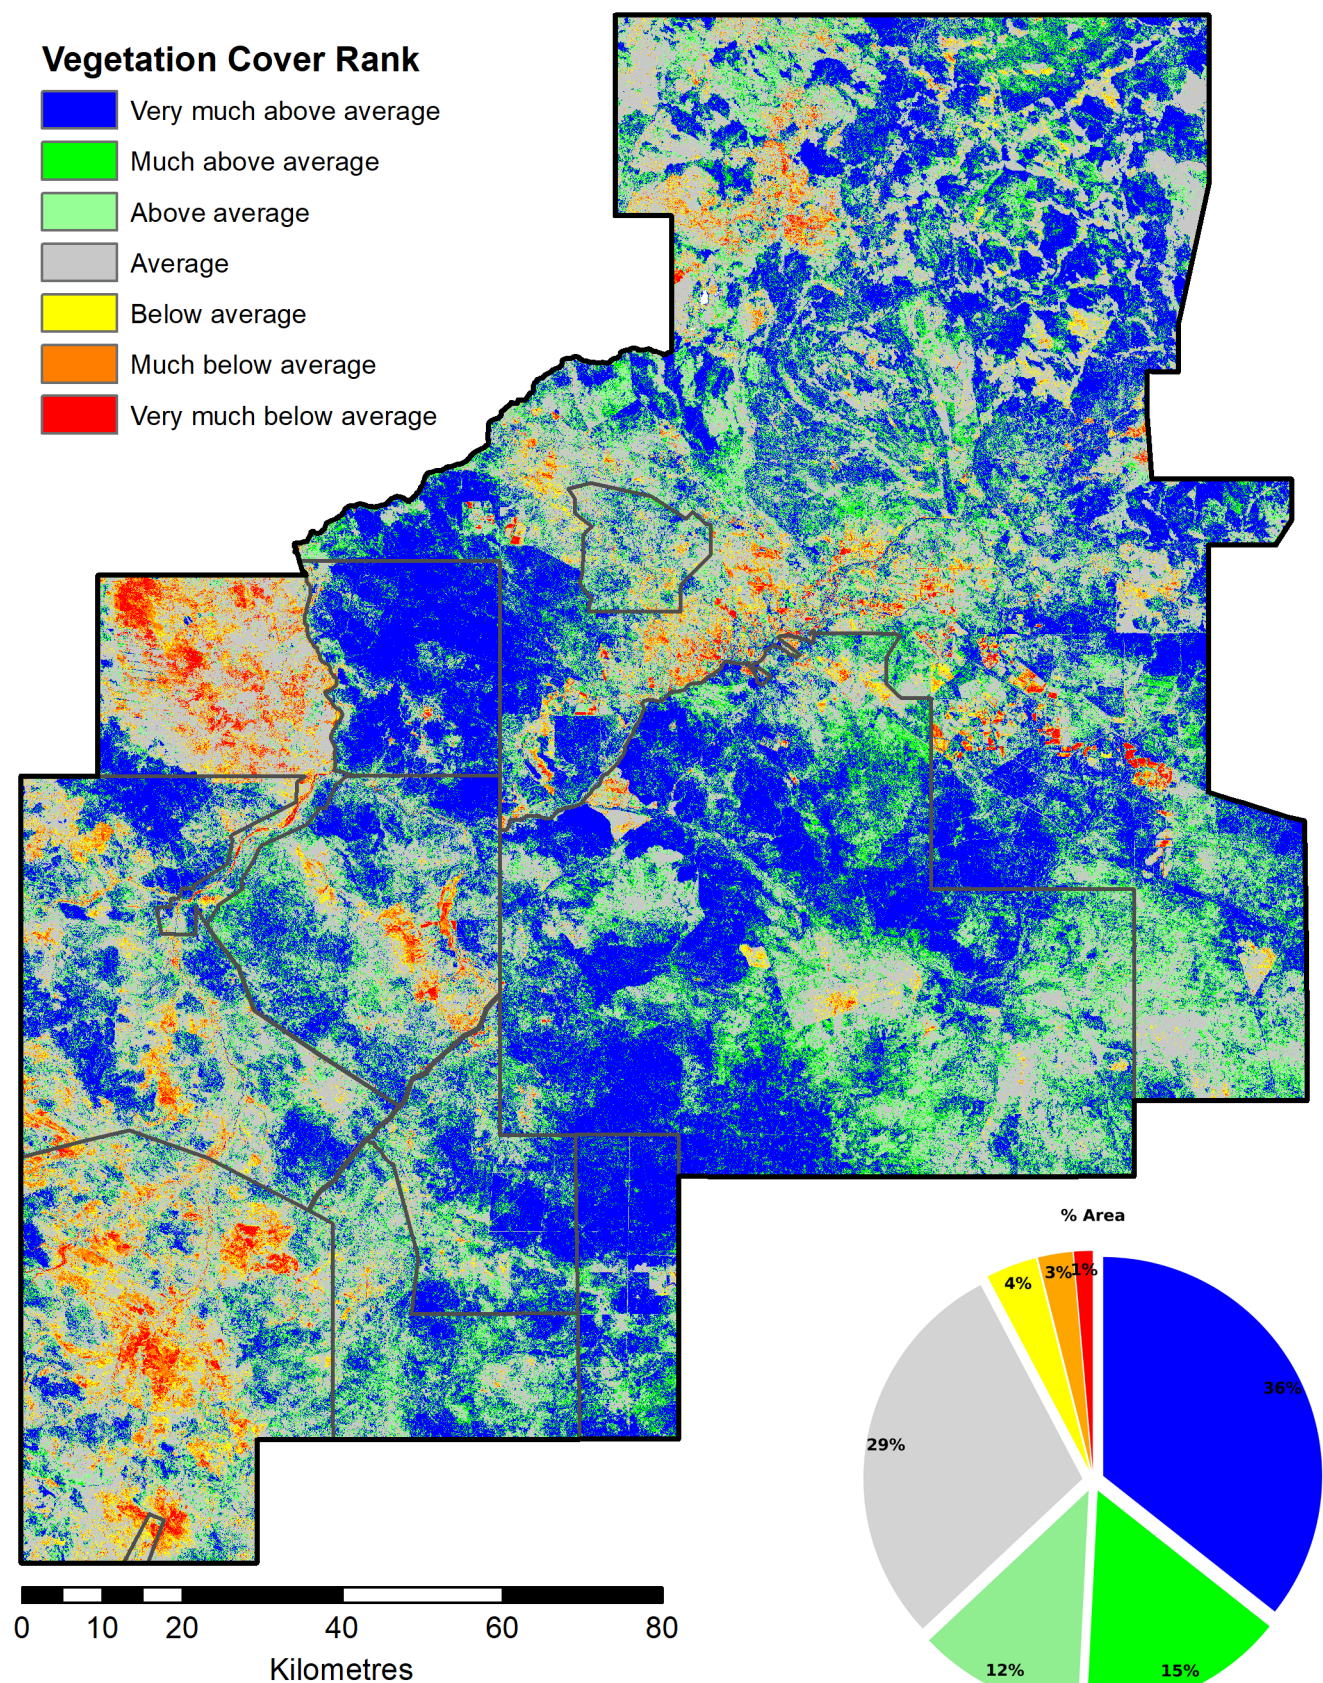 Vegetation Cover Rank
Very much above average
Much above average
Above average
Average
Below average
Much below average
Very much below average
% Area
4%
3%
1%
36%
29%
12%
15%
0 10 20 40 60 80
Kilometres